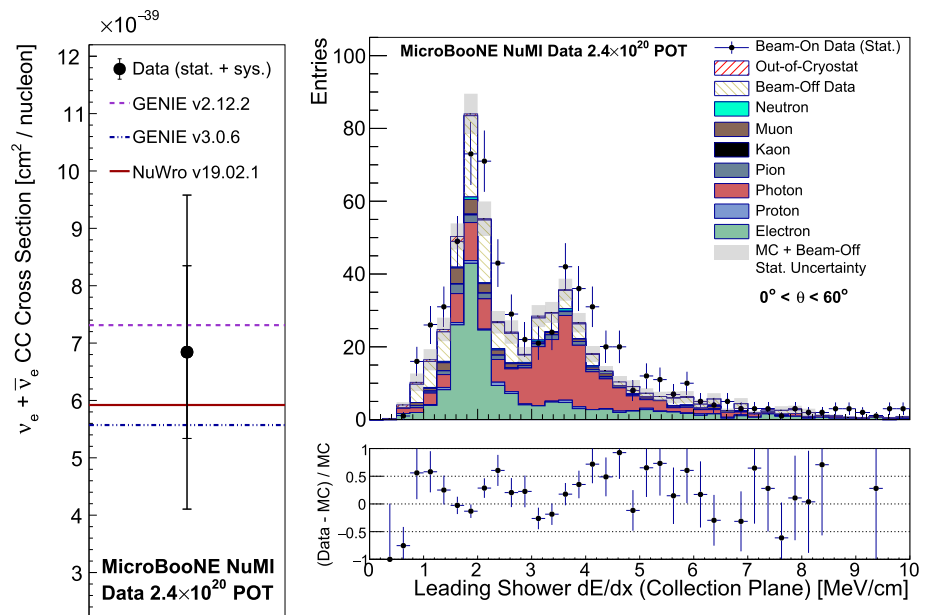 ×10⁻³⁹
νe + ν̄e CC Cross Section [cm² / nucleon]
12
11
10
9
8
7
6
5
4
3
Data (stat. + sys.)
GENIE v2.12.2
GENIE v3.0.6
NuWro v19.02.1
MicroBooNE NuMI
Data 2.4×10²⁰ POT
Entries
100
80
60
40
20
0
MicroBooNE NuMI Data 2.4×10²⁰ POT
Beam-On Data (Stat.)
Out-of-Cryostat
Beam-Off Data
Neutron
Muon
Kaon
Pion
Photon
Proton
Electron
MC + Beam-Off
Stat. Uncertainty
0° < θ < 60°
(Data - MC) / MC
1
0.5
0
−0.5
−1
0 1 2 3 4 5 6 7 8 9 10
Leading Shower dE/dx (Collection Plane) [MeV/cm]